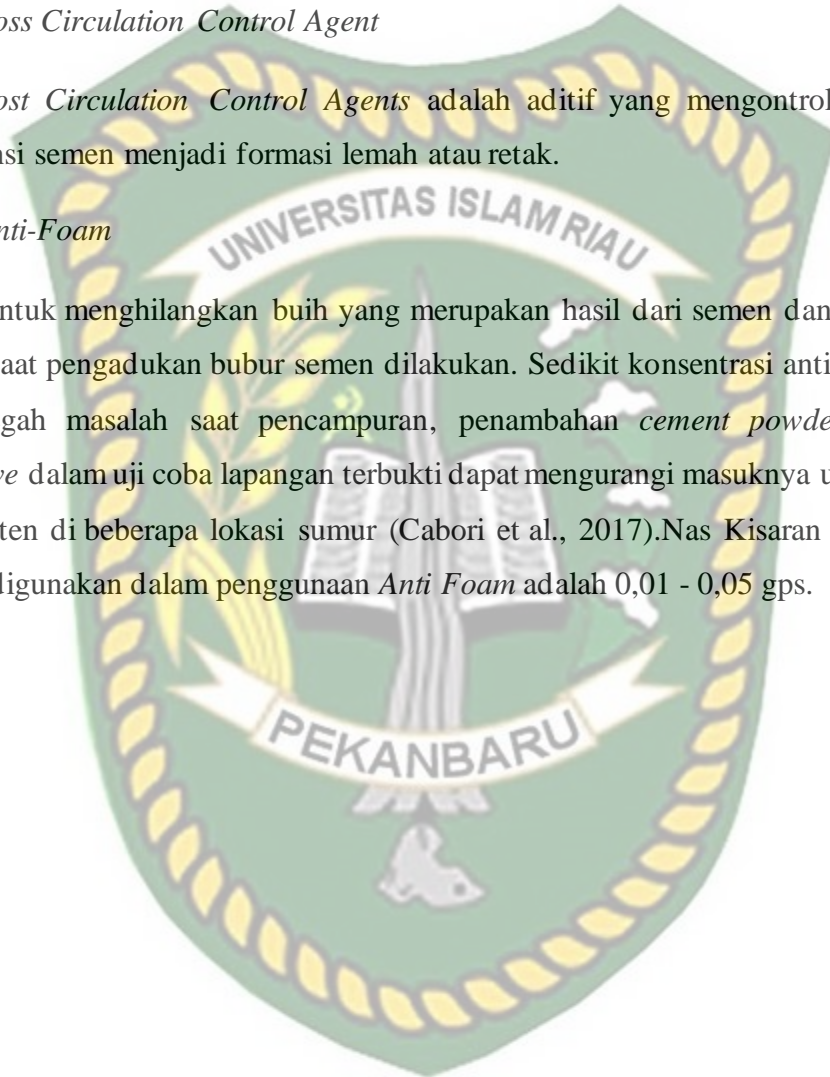 oss Circulation Control Agent
ost Circulation Control Agents adalah aditif yang mengontrol
nsi semen menjadi formasi lemah atau retak.
UNIVERSITAS ISLAM RIAU
nti-Foam
ntuk menghilangkan buih yang merupakan hasil dari semen dan
aat pengadukan bubur semen dilakukan. Sedikit konsentrasi anti
gah masalah saat pencampuran, penambahan cement powde
ve dalam uji coba lapangan terbukti dapat mengurangi masuknya u
ten di beberapa lokasi sumur (Cabori et al., 2017).Nas Kisaran
digunakan dalam penggunaan Anti Foam adalah 0,01 - 0,05 gps.
PEKANBARU